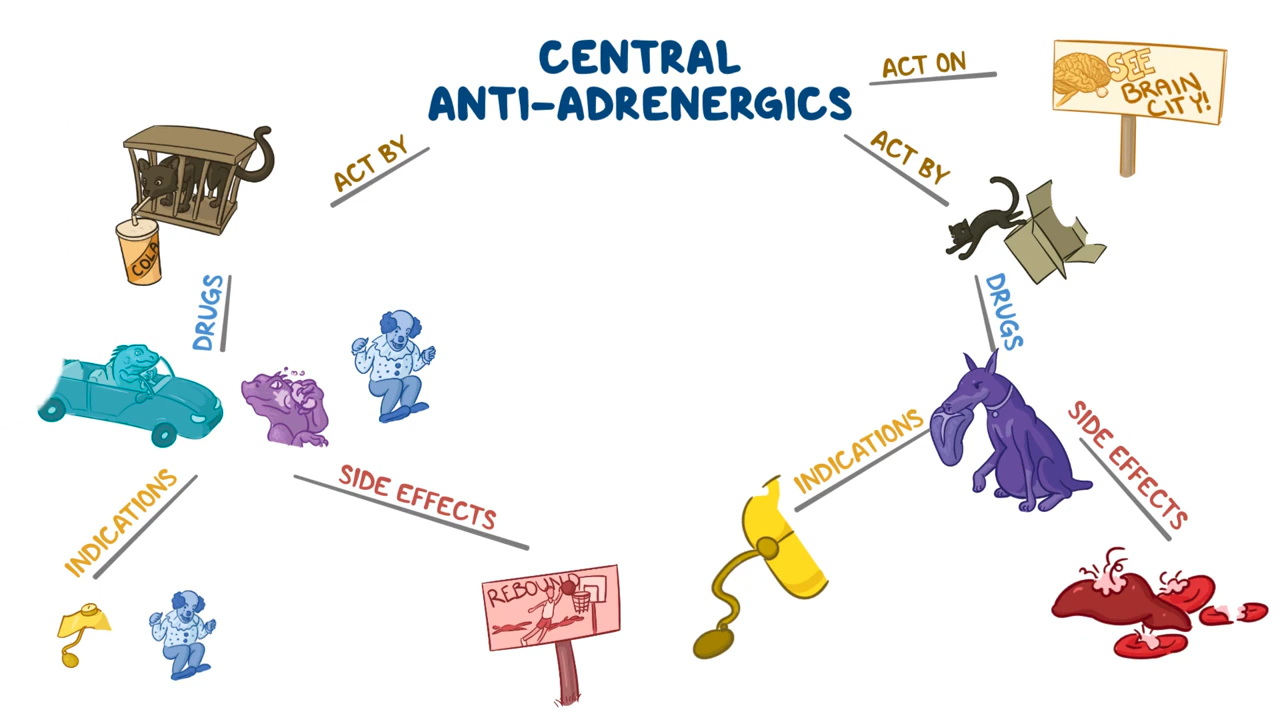 CENTRAL
ANTI-ADRENERGICS
ACT ON
SEE
BRAIN
CITY!
ACT BY
ACT BY
COLA
DRUGS
DRUGS
INDICATIONS
SIDE EFFECTS
INDICATIONS
SIDE EFFECTS
REBOUND